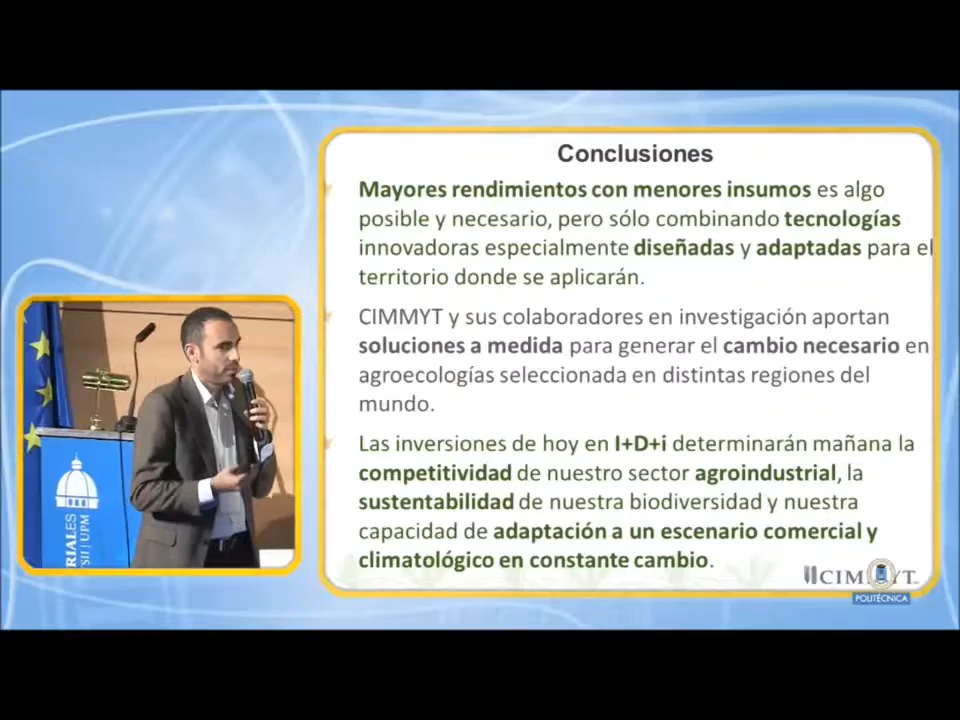 Conclusiones
Mayores rendimientos con menores insumos es algo
posible y necesario, pero sólo combinando tecnologías
innovadoras especialmente diseñadas y adaptadas para el
territorio donde se aplicarán.
CIMMYT y sus colaboradores en investigación aportan
soluciones a medida para generar el cambio necesario en
agroecologías seleccionada en distintas regiones del
mundo.
Las inversiones de hoy en I+D+i determinarán mañana la
competitividad de nuestro sector agroindustrial, la
sustentabilidad de nuestra biodiversidad y nuestra
capacidad de adaptación a un escenario comercial y
climatológico en constante cambio.
POLITÉCNICA
RIALES
SII | UPM